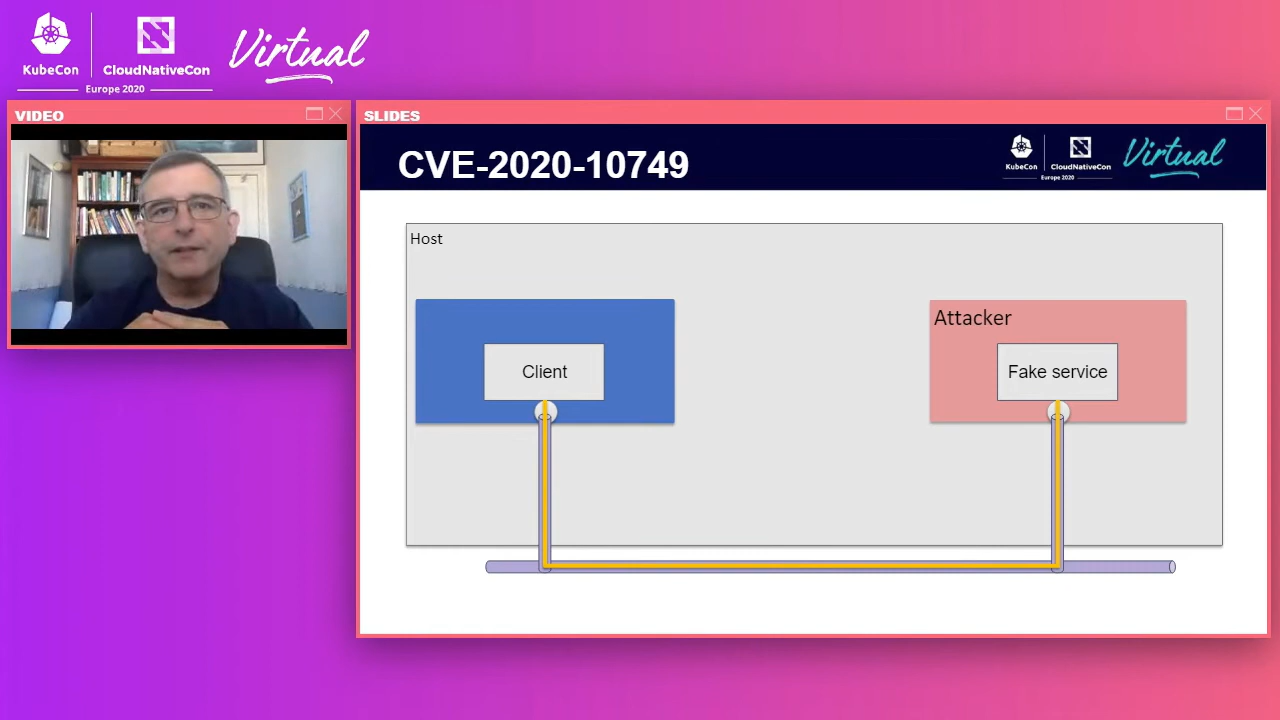 KubeCon
CloudNativeCon
Europe 2020
Virtual
VIDEO
SLIDES
CVE-2020-10749
KubeCon
CloudNativeCon
Europe 2020
Virtual
Host
Client
Attacker
Fake service